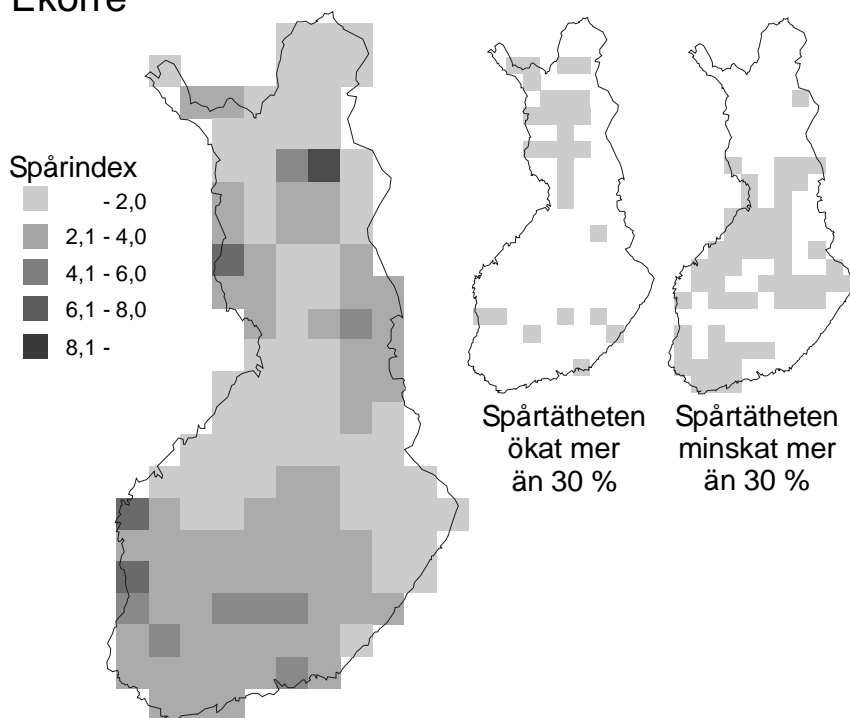 Ekorre
Spårindex
- 2,0
2,1 - 4,0
4,1 - 6,0
6,1 - 8,0
8,1 -
Spårtätheten
ökat mer
än 30 %
Spårtätheten
minskat mer
än 30 %